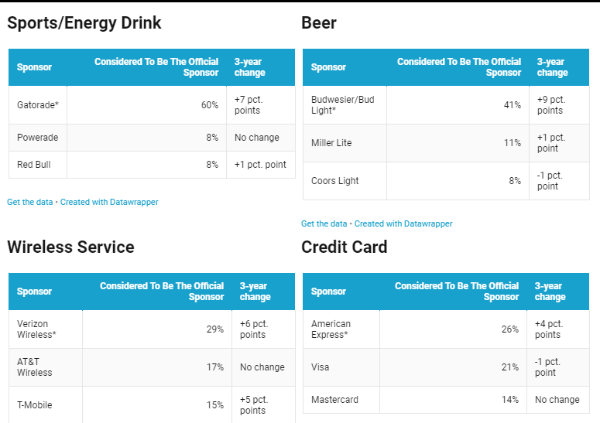 Sports/Energy Drink
Sponsor
Considered To Be The Official
Sponsor
3-year
change
Gatorade*
60%
+7 pct.
points
Powerade
8%
No change
Red Bull
8%
+1 pct. point
Get the data • Created with Datawrapper
Beer
Sponsor
Considered To Be The Official
Sponsor
3-year
change
Budwesier/Bud
Light*
41%
+9 pct.
points
Miller Lite
11%
+1 pct.
point
Coors Light
8%
-1 pct.
point
Get the data • Created with Datawrapper
Wireless Service
Sponsor
Considered To Be The Official
Sponsor
3-year
change
Verizon
Wireless*
29%
+6 pct.
points
AT&T
Wireless
17%
No change
T-Mobile
15%
+5 pct.
points
Credit Card
Sponsor
Considered To Be The Official
Sponsor
3-year
change
American
Express*
26%
+4 pct.
points
Visa
21%
-1 pct.
point
Mastercard
14%
No change